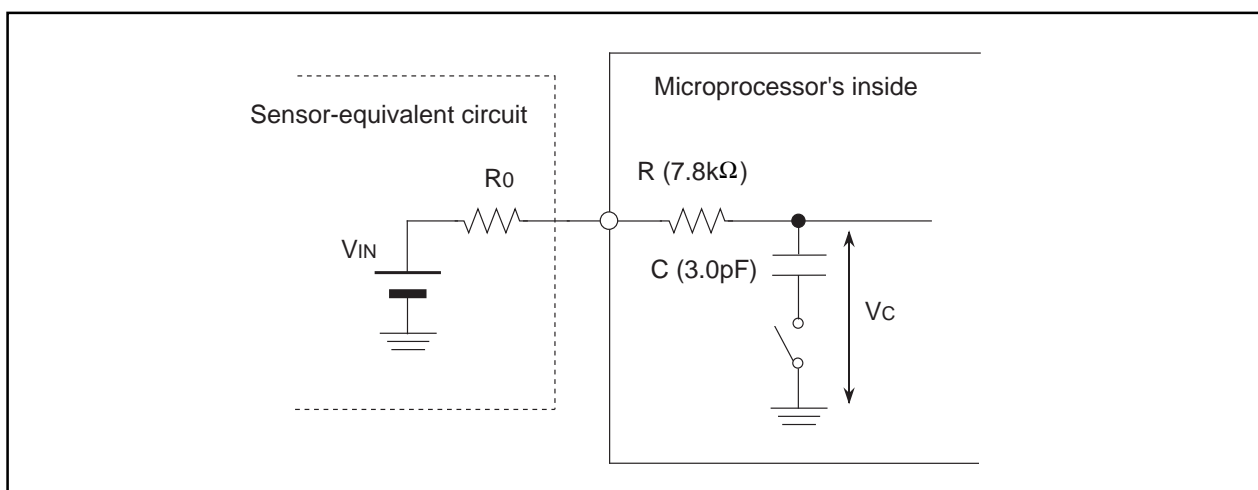 Microprocessor's inside
Sensor-equivalent circuit
R0
R (7.8kΩ)
VIN
C (3.0pF)
VC